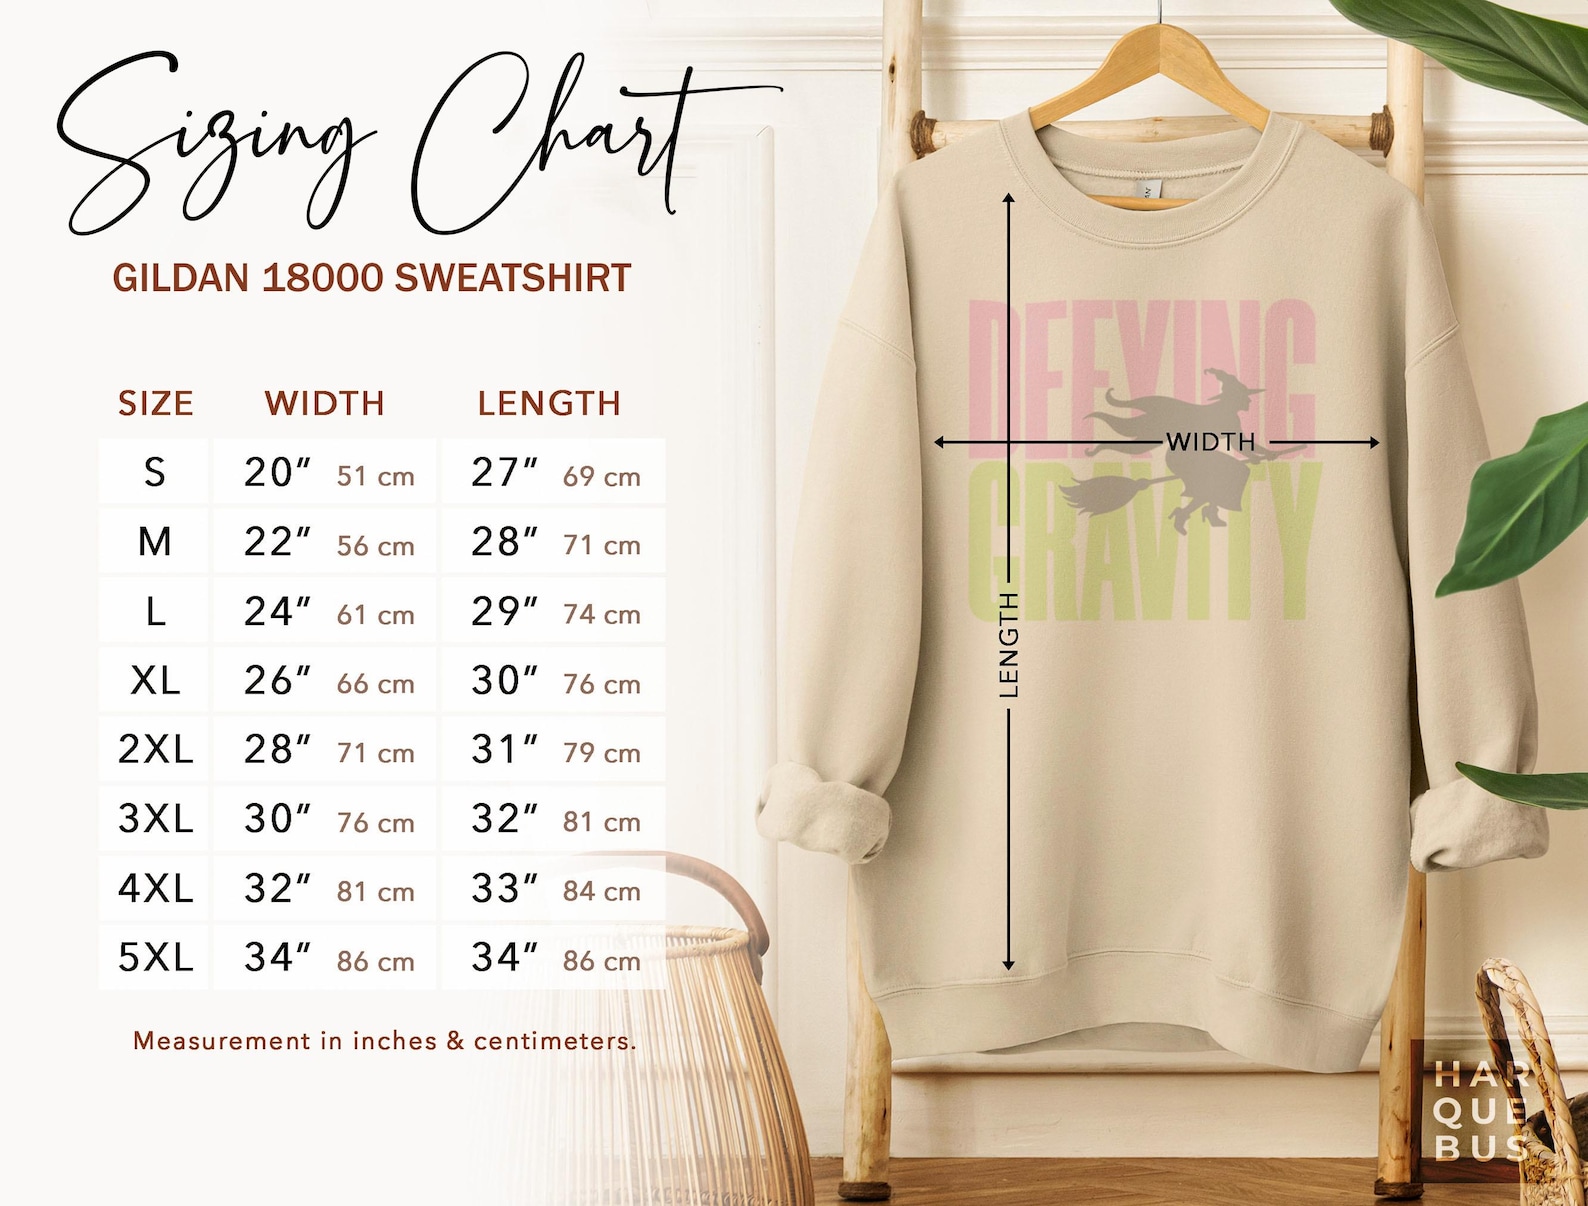 Sizing Chart
GILDAN 18000 SWEATSHIRT
SIZE WIDTH LENGTH
S 20” 51 cm 27” 69 cm
M 22” 56 cm 28” 71 cm
L 24” 61 cm 29” 74 cm
XL 26” 66 cm 30” 76 cm
2XL 28” 71 cm 31” 79 cm
3XL 30” 76 cm 32” 81 cm
4XL 32” 81 cm 33” 84 cm
5XL 34” 86 cm 34” 86 cm
Measurement in inches & centimeters.
DEFYING
GRAVITY
WIDTH
LENGTH
HAR
QUE
BUS